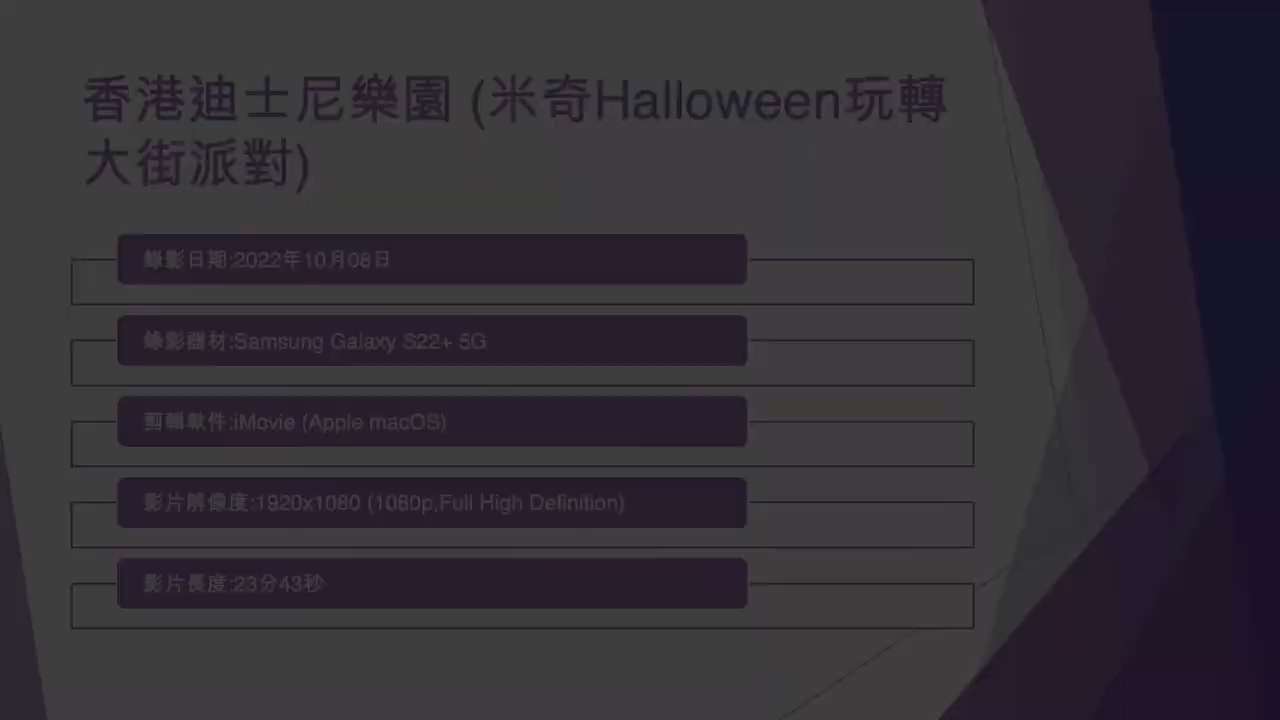 香港迪士尼樂園 (米奇Halloween玩轉
大街派對)
錄影日期:2022年10月08日
錄影器材:Samsung Galaxy S22+ 5G
剪輯軟件:iMovie (Apple macOS)
影片解像度:1920x1080 (1080p,Full High Definition)
影片長度:23分43秒